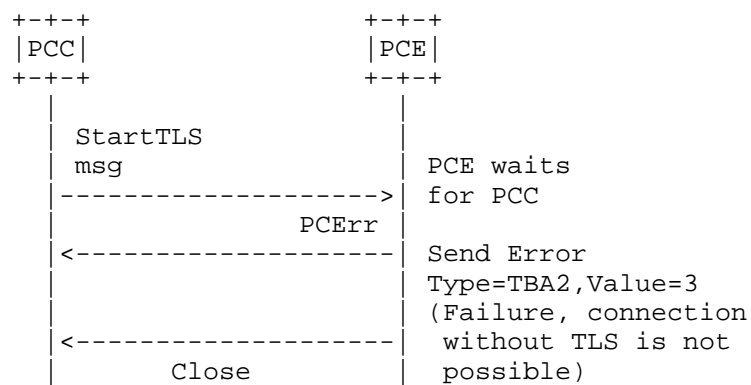 +-+-+ +-+-+
|PCC| |PCE|
+-+-+ +-+-+
| |
| StartTLS |
| msg | PCE waits
|-------------------->| for PCC
| PCErr |
|<--------------------| Send Error
| | Type=TBA2,Value=3
| | (Failure, connection
|<--------------------| without TLS is not
| Close | possible)